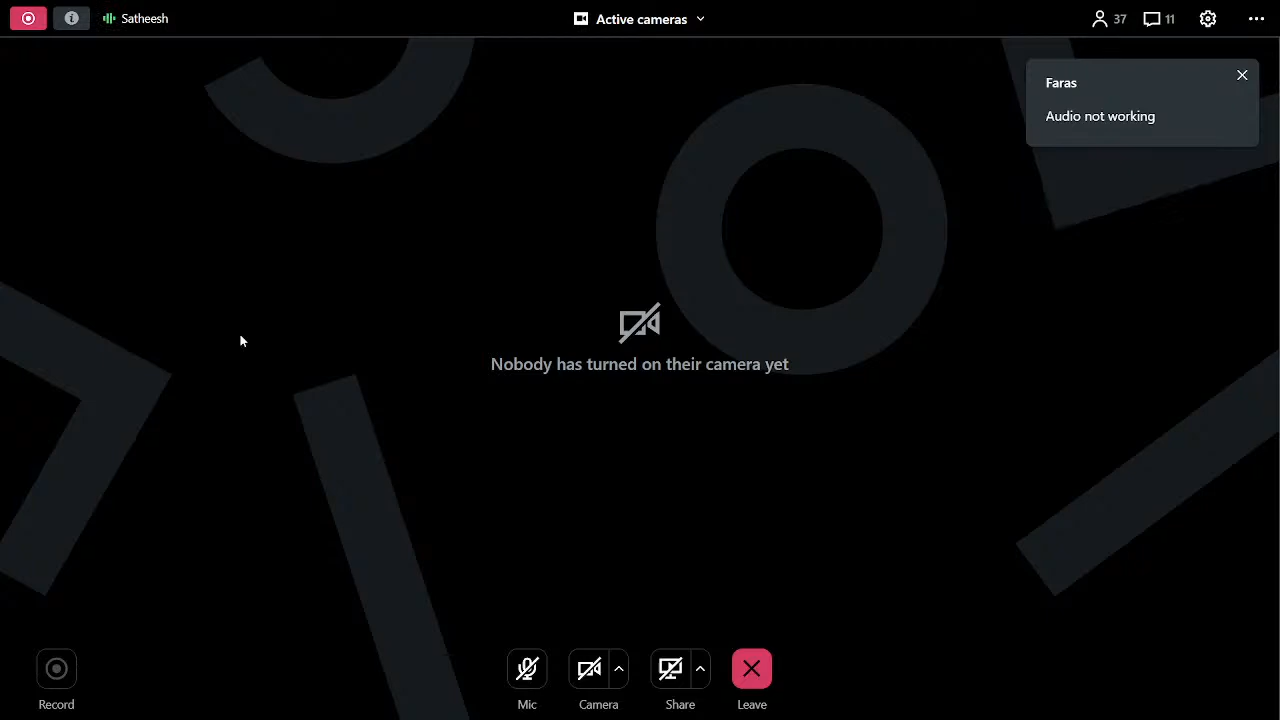 Satheesh
Active cameras
37
11
Faras
Audio not working
Nobody has turned on their camera yet
Record
Mic
Camera
Share
Leave